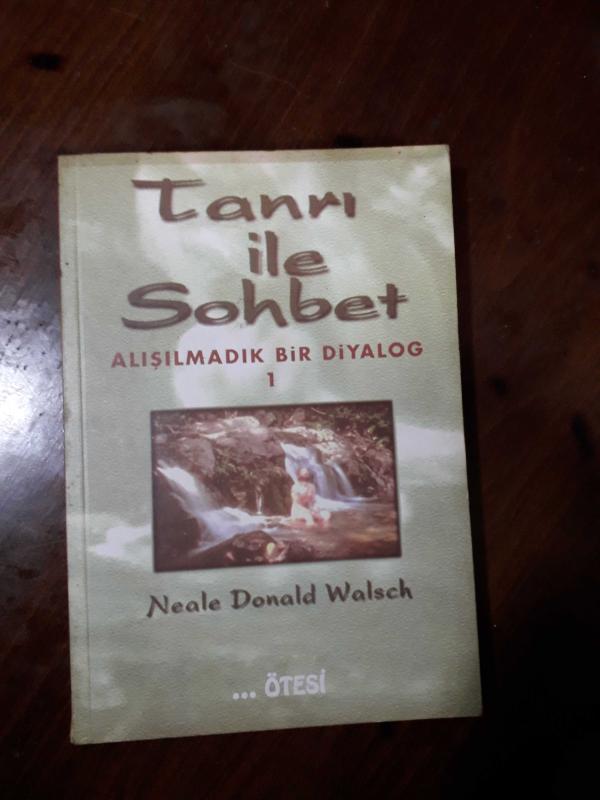 Tanrı
ile
Sohbet
ALIŞILMADIK BİR DİYALOG
1
Neale Donald Walsch
... ÖTESİ